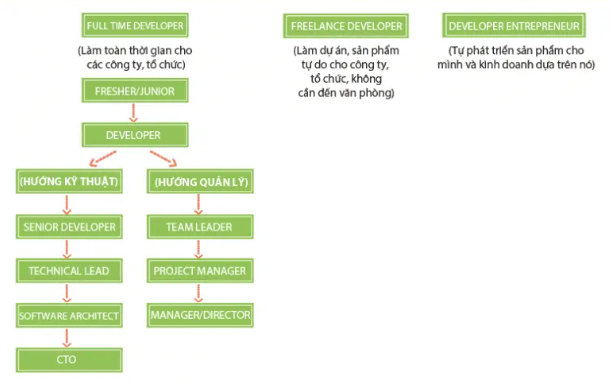 FULL TIME DEVELOPER
(Làm toàn thời gian cho
các công ty, tổ chức)
FRESHER/JUNIOR
DEVELOPER
(HƯỚNG KỸ THUẬT)
(HƯỚNG QUẢN LÝ)
SENIOR DEVELOPER
TEAM LEADER
TECHNICAL LEAD
PROJECT MANAGER
SOFTWARE ARCHITECT
MANAGER/DIRECTOR
CTO
FREELANCE DEVELOPER
(Làm dự án, sản phẩm
tự do cho công ty,
tổ chức, không
cần đến văn phòng)
DEVELOPER ENTREPRENEUR
(Tự phát triển sản phẩm cho
mình và kinh doanh dựa trên nó)